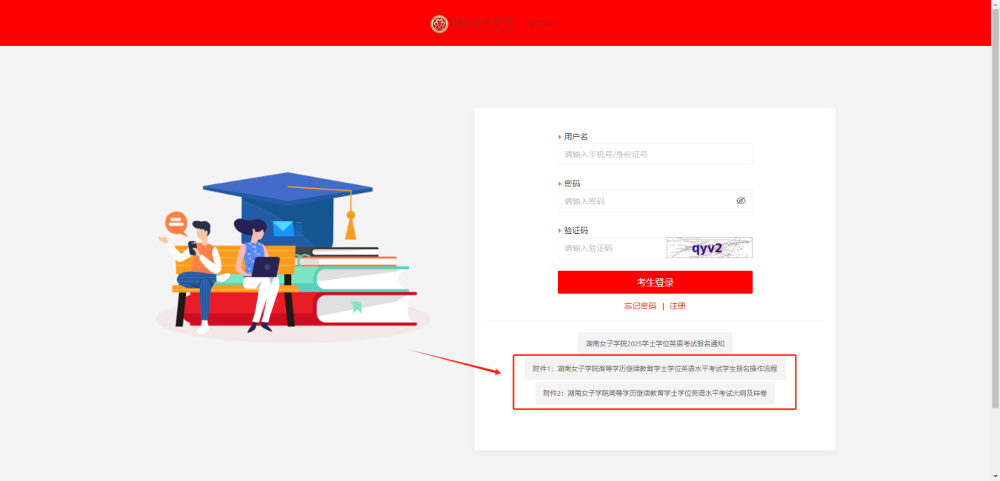 * 用户名
请输入手机号/身份证号
* 密码
请输入密码
* 验证码
请输入验证码 qyv2
考生登录
忘记密码 | 注册
湖南女子学院2025学士学位英语考试报名通知
附件1：湖南女子学院高等学历继续教育学士学位英语水平考试学生报名操作流程
附件2：湖南女子学院高等学历继续教育学士学位英语水平考试大纲及样卷